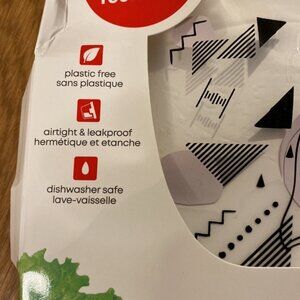 plastic free
sans plastique
airtight & leakproof
hermétique et etanche
dishwasher safe
lave-vaisselle